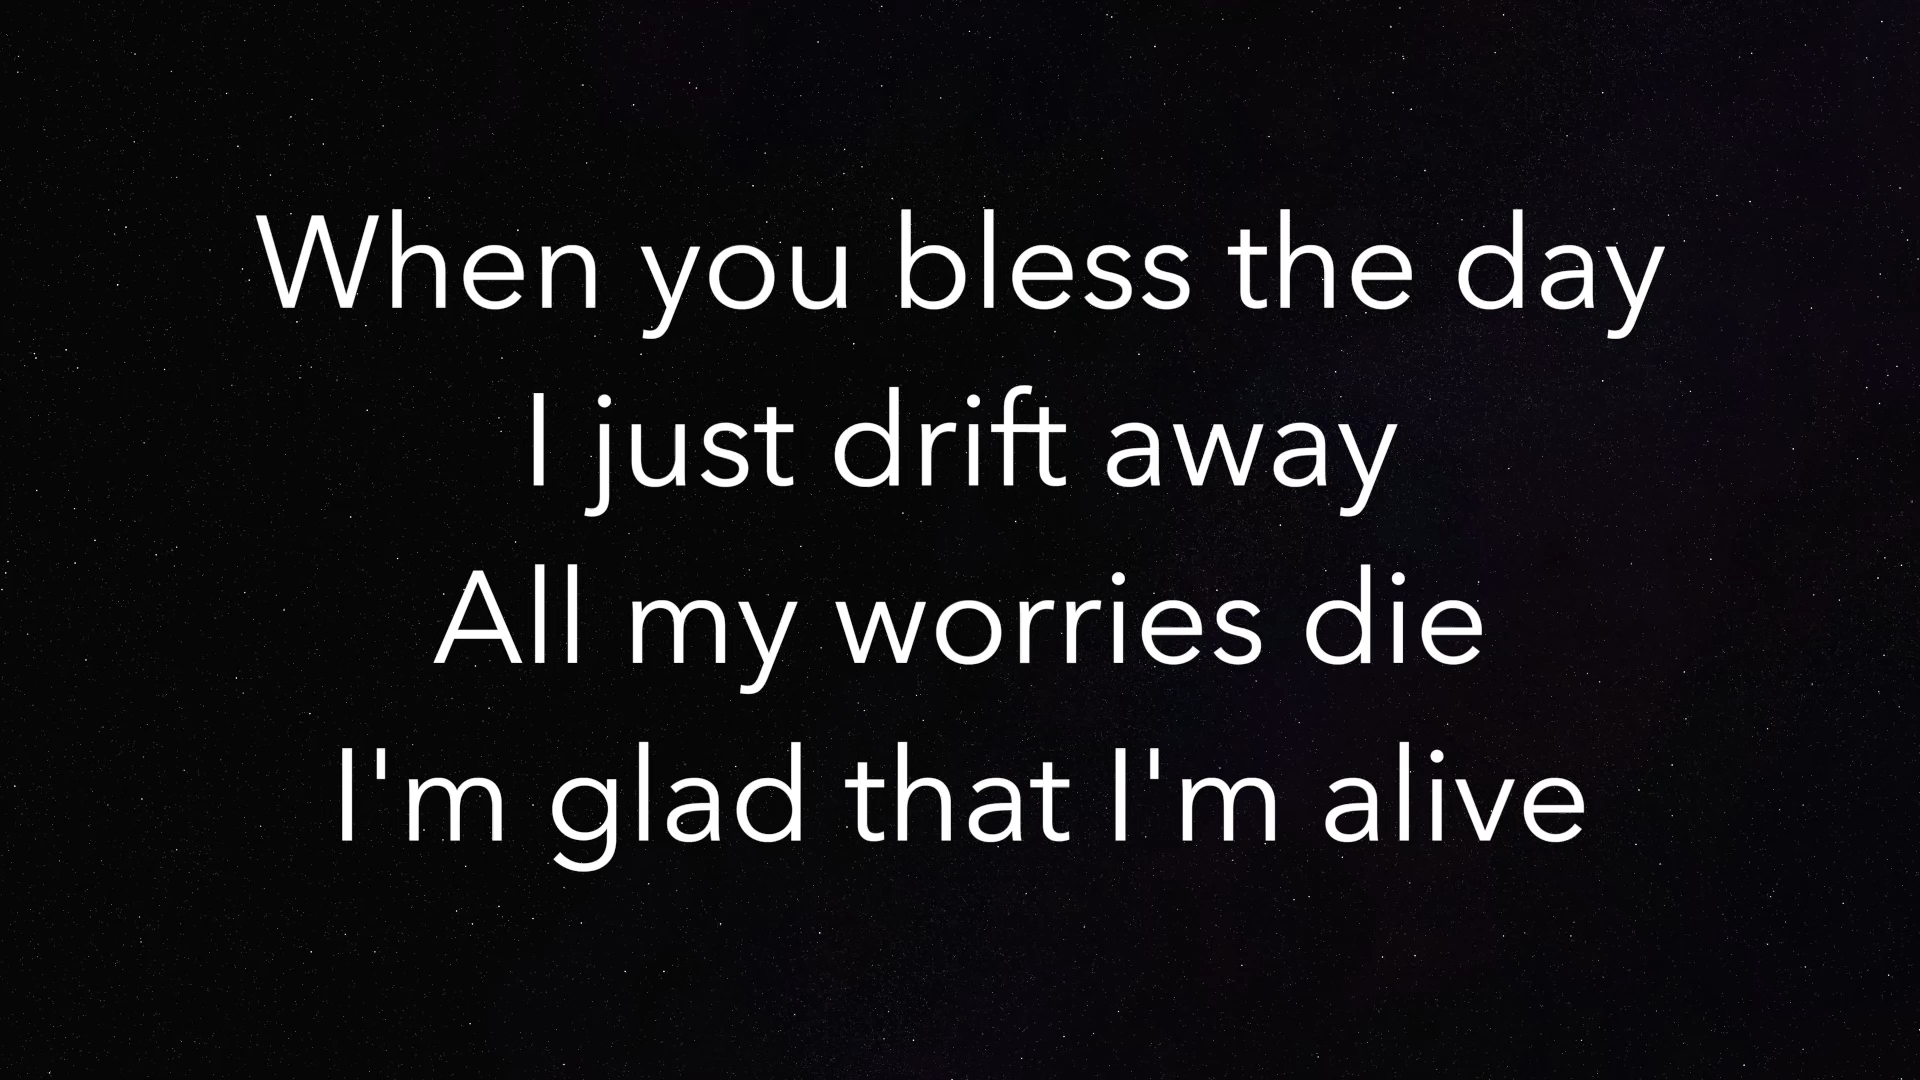 When you bless the day
I just drift away
All my worries die
I'm glad that I'm alive